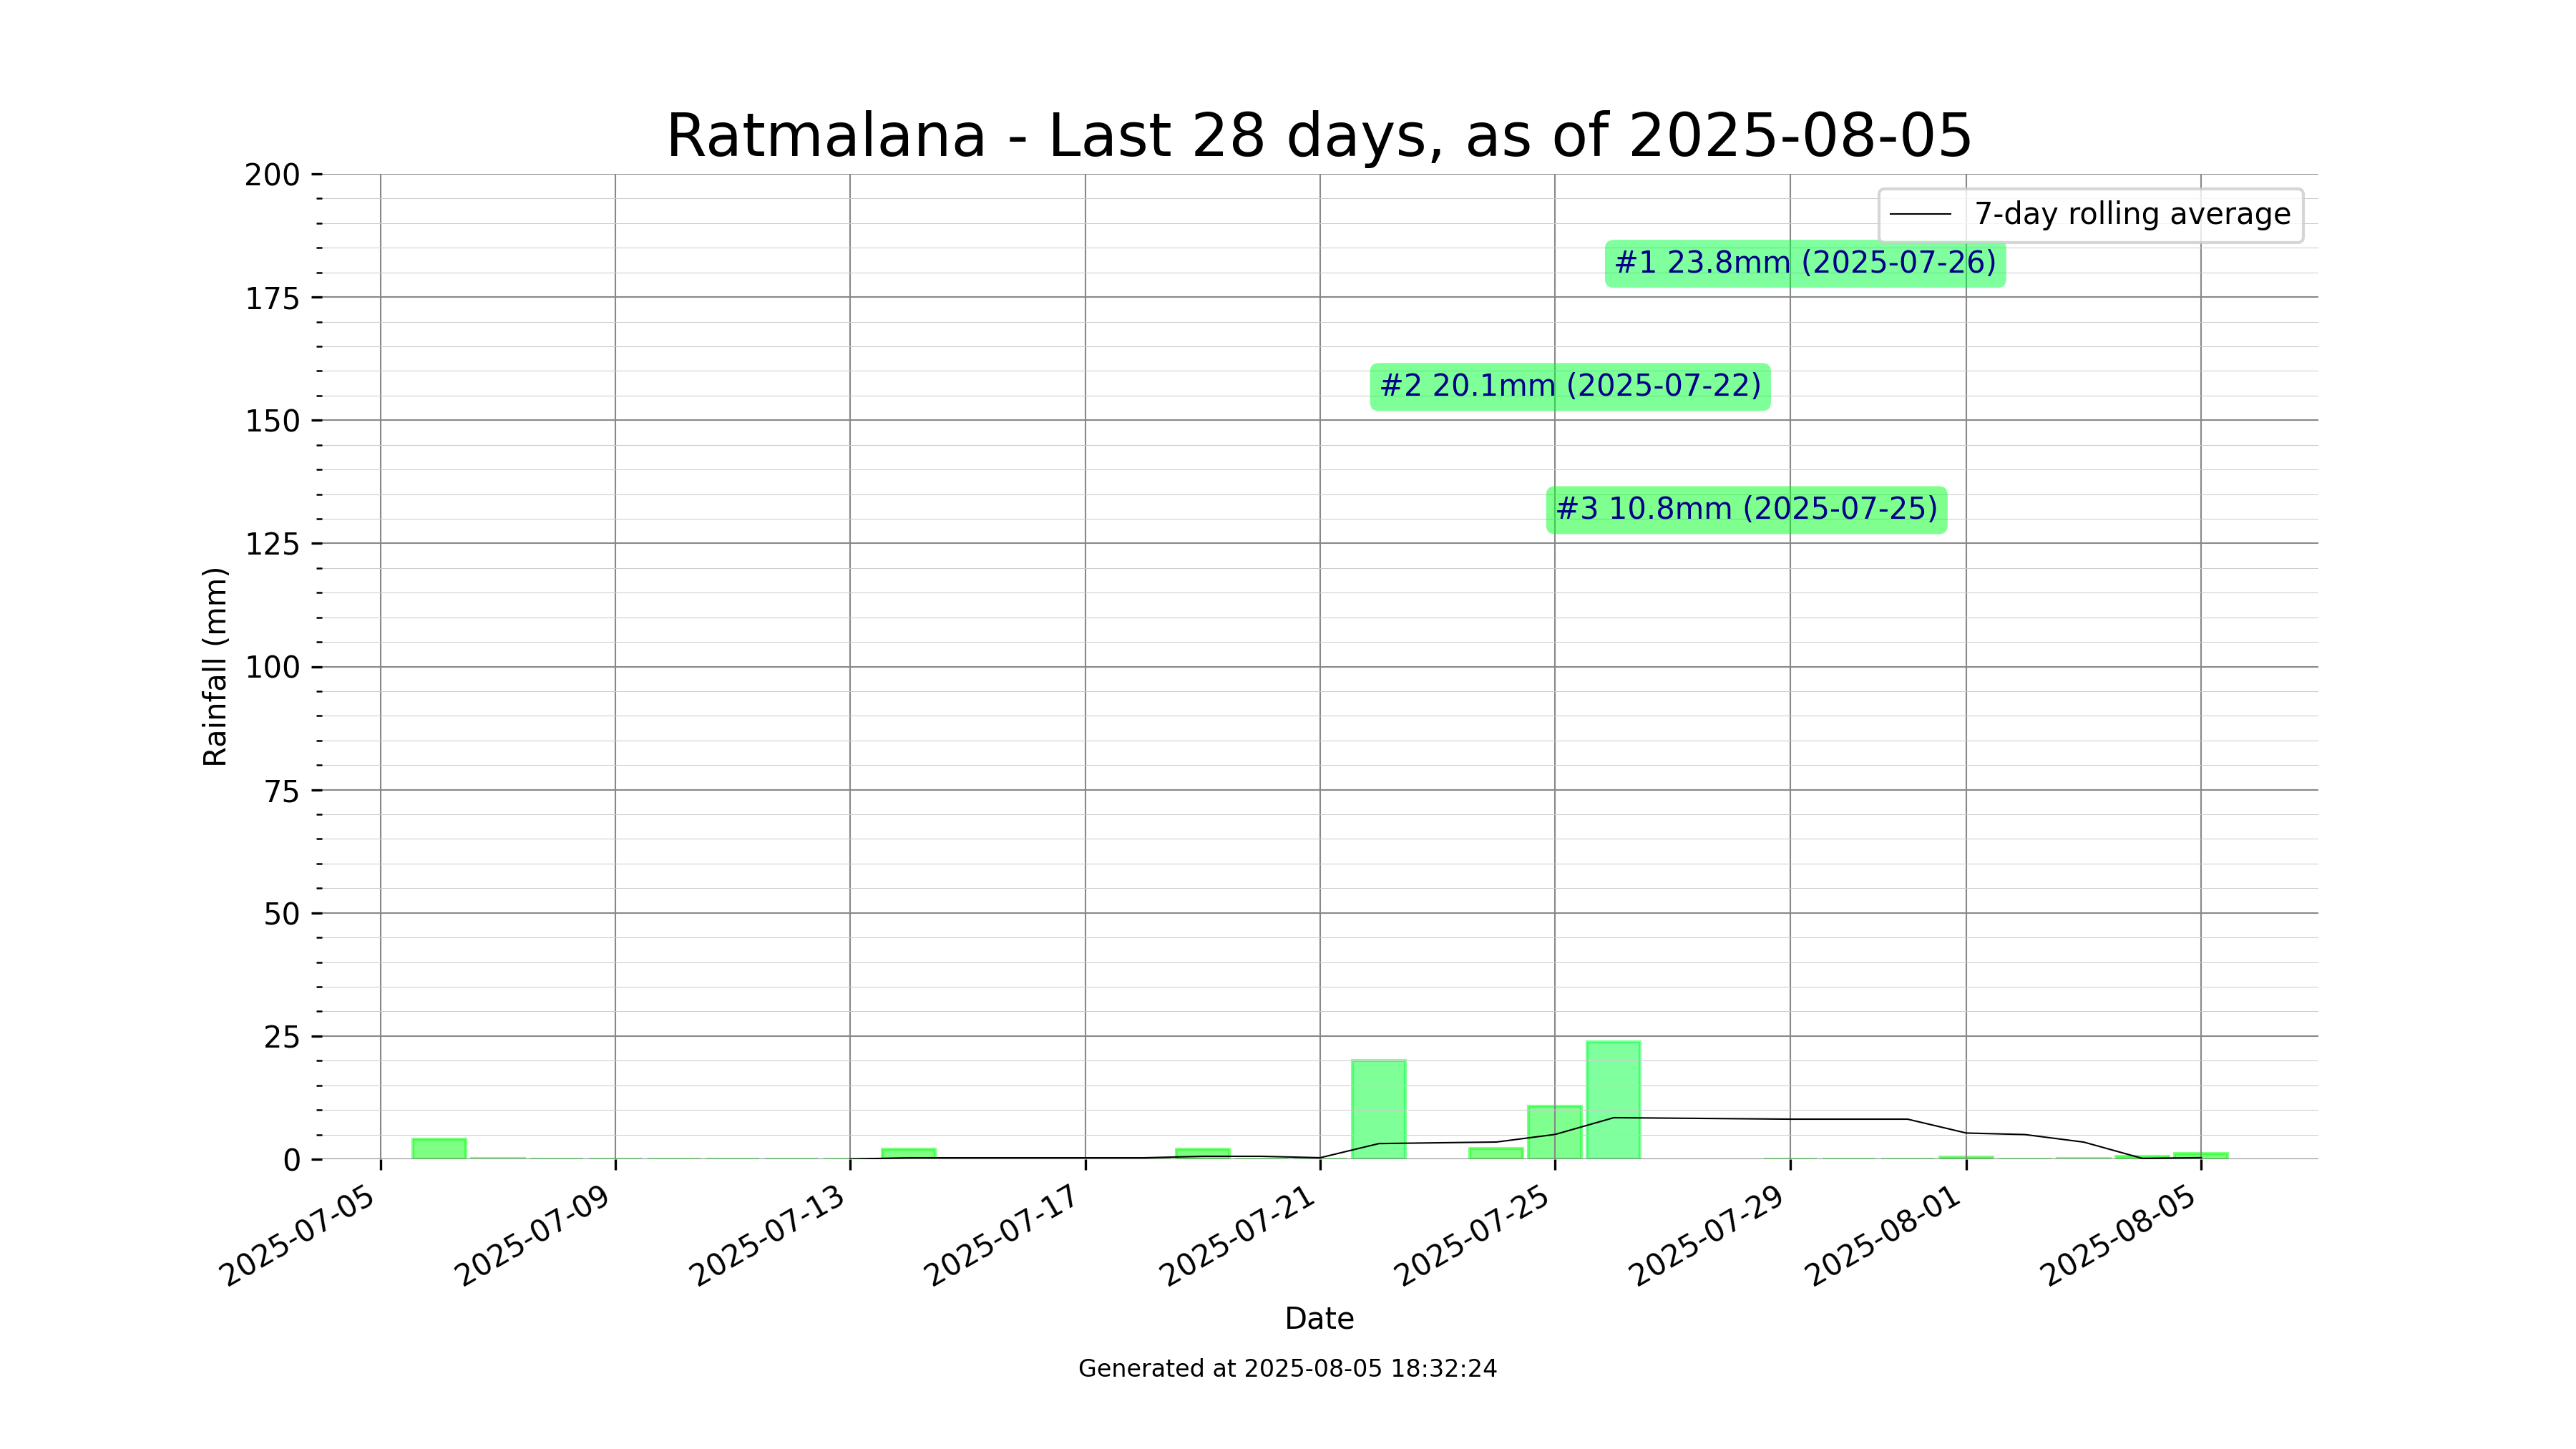 Ratmalana - Last 28 days, as of 2025-08-05
7-day rolling average
#1 23.8mm (2025-07-26)
#2 20.1mm (2025-07-22)
#3 10.8mm (2025-07-25)
Rainfall (mm)
200
175
150
125
100
75
50
25
0
2025-07-05
2025-07-09
2025-07-13
2025-07-17
2025-07-21
2025-07-25
2025-07-29
2025-08-01
2025-08-05
Date
Generated at 2025-08-05 18:32:24